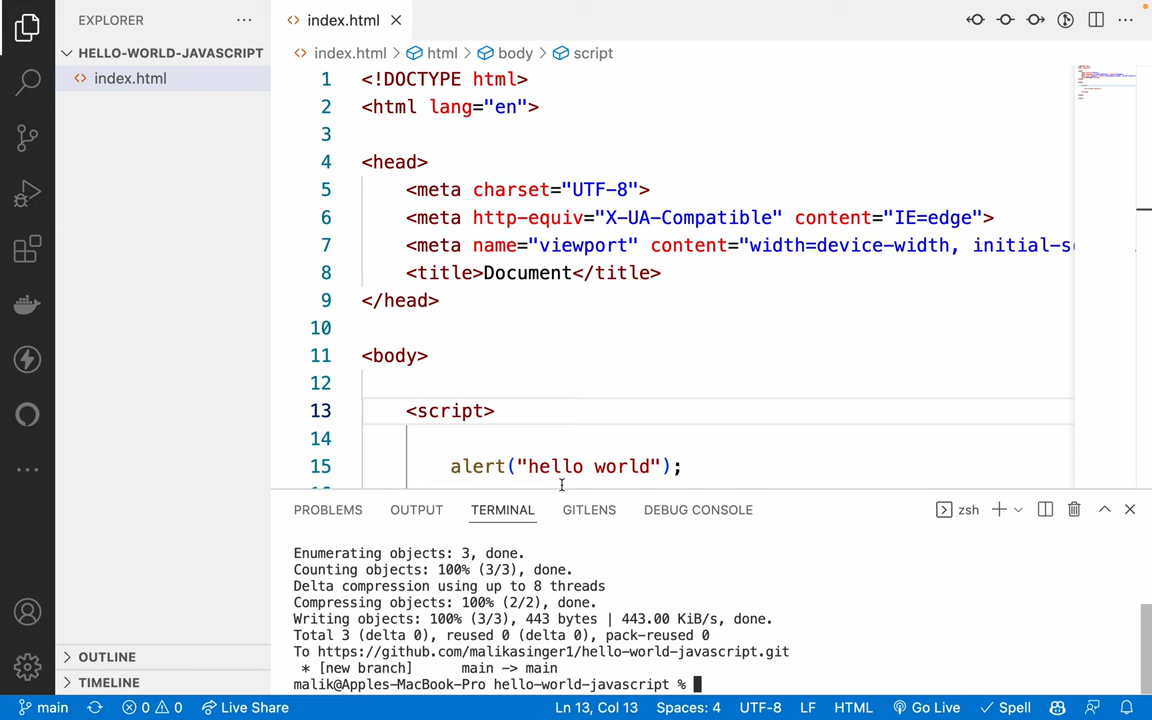 EXPLORER
index.html
HELLO-WORLD-JAVASCRIPT
index.html
index.html > html > body > script
1 <!DOCTYPE html>
2 <html lang="en">
3
4 <head>
5 <meta charset="UTF-8">
6 <meta http-equiv="X-UA-Compatible" content="IE=edge">
7 <meta name="viewport" content="width=device-width,
8 <title>Document</title>
9 </head>
10
11 <body>
12
13 <script>
14
15 alert("hello world");
PROBLEMS OUTPUT TERMINAL GITLENS DEBUG CONSOLE zsh
Enumerating objects: 3, done.
Counting objects: 100% (3/3), done.
Delta compression using up to 8 threads
Compressing objects: 100% (2/2), done.
Writing objects: 100% (3/3), 443 bytes | 443.00 KiB/s, done.
Total 3 (delta 0), reused 0 (delta 0), pack-reused 0
To https://github.com/malikasinger1/hello-world-javascript.git
* [new branch] main -> main
malik@Apples-MacBook-Pro hello-world-javascript %
OUTLINE
TIMELINE
main 0 0 Live Share Ln 13, Col 13 Spaces: 4 UTF-8 LF HTML Go Live Spell